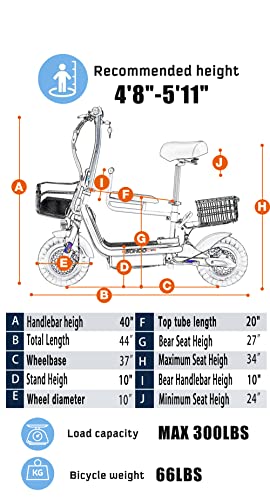 Recommended height
4'8"-5'11"
A
I
F
J
G
H
E
D
C
B
A Handlebar heigh 40" F Top tube length 20"
B Total Length 44" G Bear Seat Heigh 27"
C Wheelbase 37" H Maximum Seat Heigh 34"
D Stand Heigh 10" I Bear Handlebar Heigh 10"
E Wheel diameter 10" J Minimum Seat Heigh 24"
Load capacity MAX 300LBS
KG Bicycle weight 66LBS